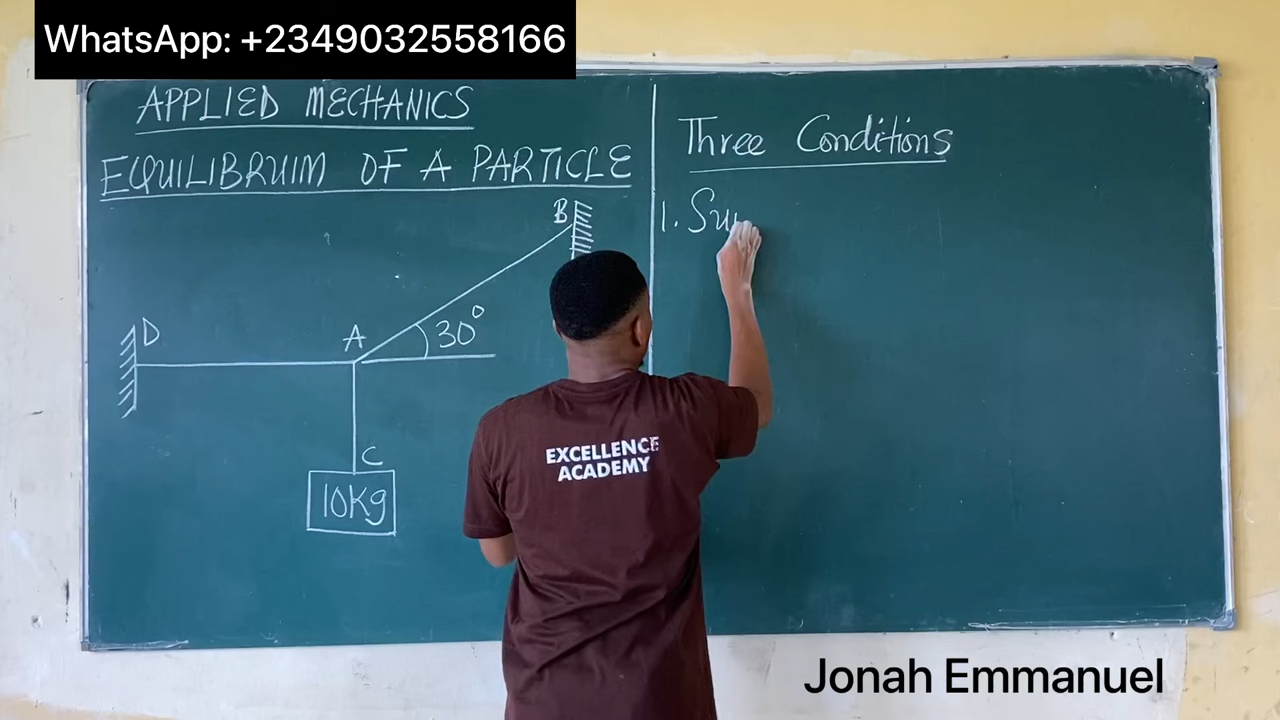 WhatsApp: +2349032558166
APPLIED MECHANICS
EQUILIBRUIM OF A PARTICLE
B
D
A
30°
C
10Kg
Three Conditions
1. Su
EXCELLENCE
ACADEMY
Jonah Emmanuel